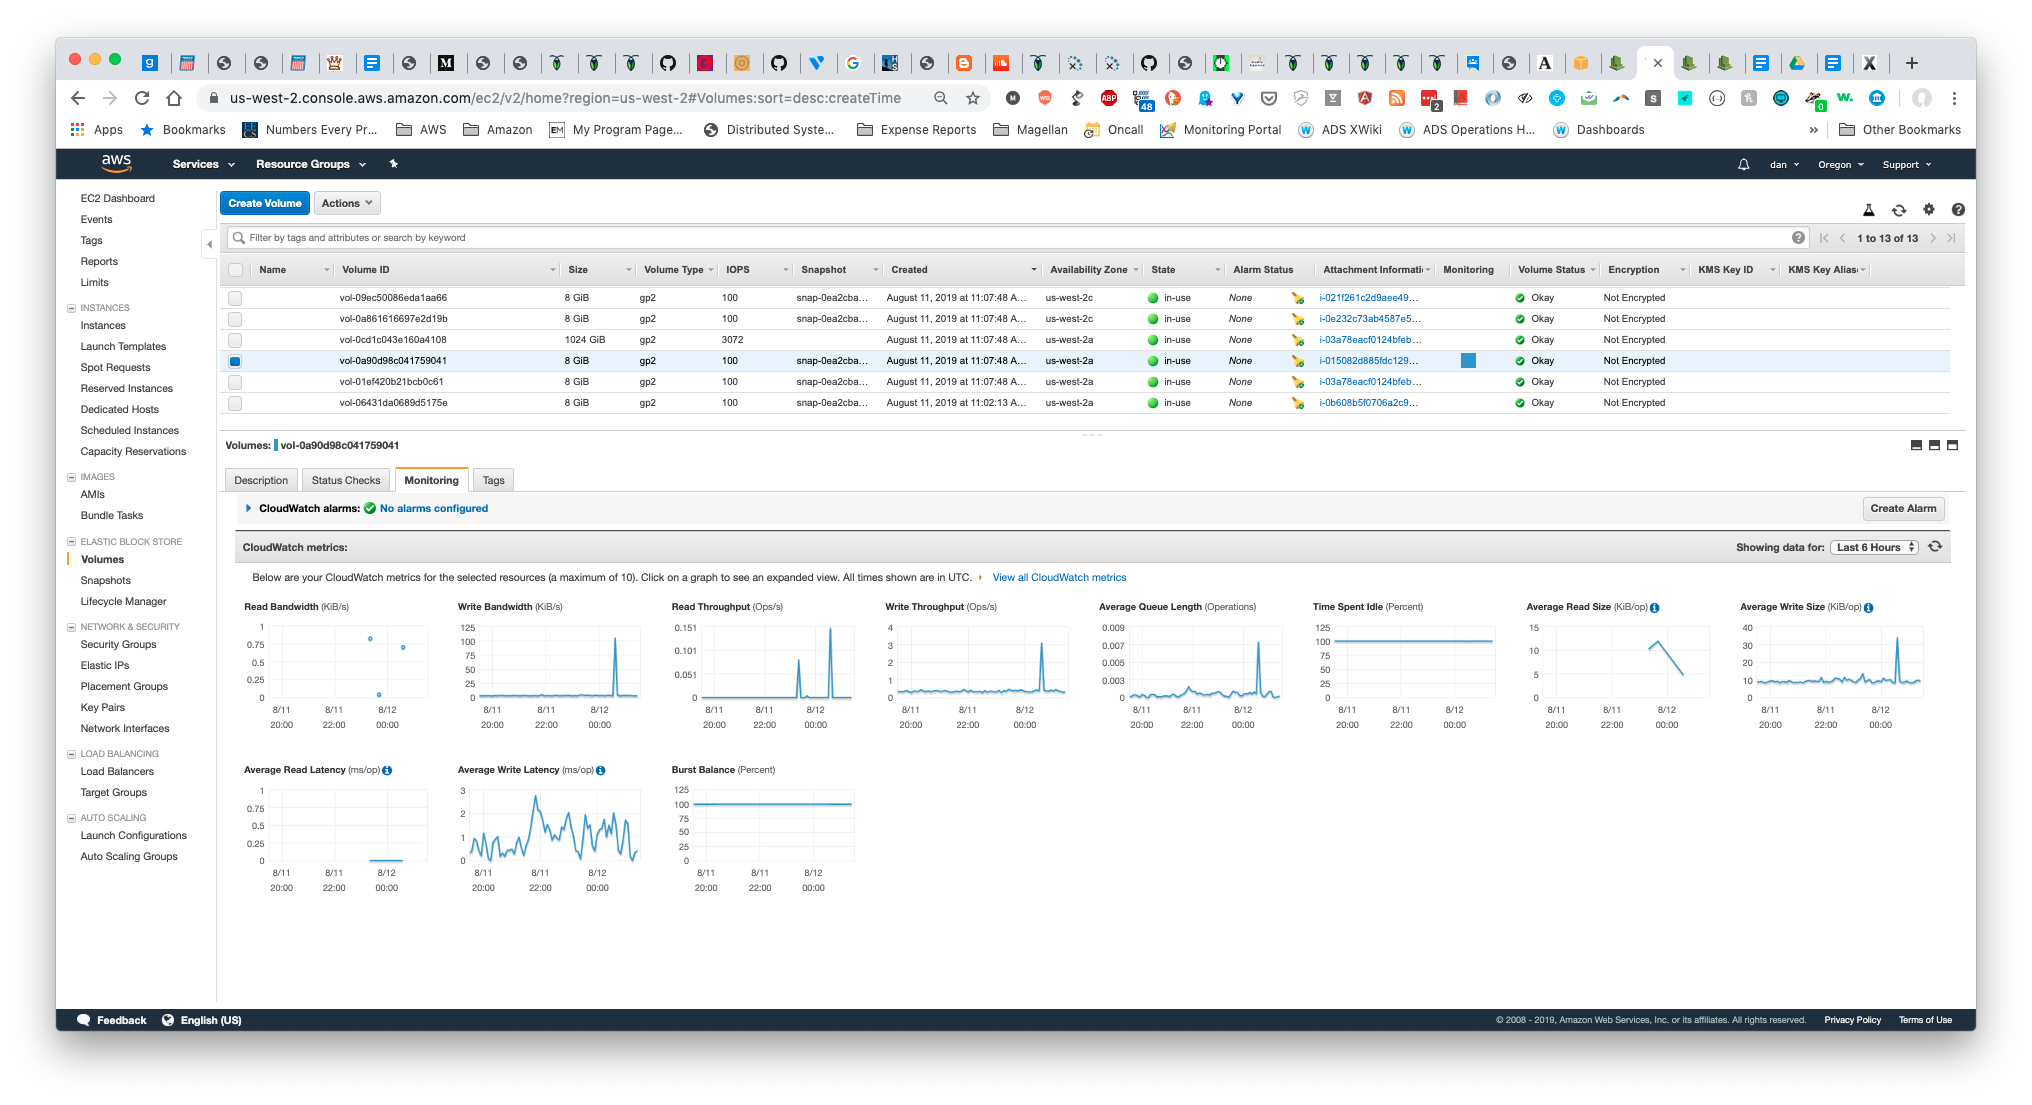 us-west-2.console.aws.amazon.com/ec2/v2/home?region=us-west-2#Volumes:sort=desc:createTime
Apps Bookmarks Numbers Every Pr... AWS Amazon My Program Page... Distributed Syste... Expense Reports Magellan Oncall Monitoring Portal ADS XWiki ADS Operations H... Dashboards » Other Bookmarks
aws Services Resource Groups dan Oregon Support
EC2 Dashboard
Events
Tags
Reports
Limits
INSTANCES
Instances
Launch Templates
Spot Requests
Reserved Instances
Dedicated Hosts
Scheduled Instances
Capacity Reservations
IMAGES
AMIs
Bundle Tasks
ELASTIC BLOCK STORE
Volumes
Snapshots
Lifecycle Manager
NETWORK & SECURITY
Security Groups
Elastic IPs
Placement Groups
Key Pairs
Network Interfaces
LOAD BALANCING
Load Balancers
Target Groups
AUTO SCALING
Launch Configurations
Auto Scaling Groups
Create Volume Actions
Filter by tags and attributes or search by keyword 1 to 13 of 13
Name Volume ID Size Volume Type IOPS Snapshot Created Availability Zone State Alarm Status Attachment Informati Monitoring Volume Status Encryption KMS Key ID KMS Key Alias
vol-09ec50086eda1aa66 8 GiB gp2 100 snap-0ea2cba... August 11, 2019 at 11:07:48 A... us-west-2c in-use None i-021f261c2d9aee49... Okay Not Encrypted
vol-0a861616697e2d19b 8 GiB gp2 100 snap-0ea2cba... August 11, 2019 at 11:07:48 A... us-west-2c in-use None i-0e232c73ab4587e5... Okay Not Encrypted
vol-0cd1c043e160a4108 1024 GiB gp2 3072 August 11, 2019 at 11:07:48 A... us-west-2a in-use None i-03a78eacf0124bfeb... Okay Not Encrypted
vol-0a90d98c041759041 8 GiB gp2 100 snap-0ea2cba... August 11, 2019 at 11:07:48 A... us-west-2a in-use None i-015082d885fdc129... Okay Not Encrypted
vol-01ef420b21bcb0c61 8 GiB gp2 100 snap-0ea2cba... August 11, 2019 at 11:07:48 A... us-west-2a in-use None i-03a78eacf0124bfeb... Okay Not Encrypted
vol-06431da0689d5175e 8 GiB gp2 100 snap-0ea2cba... August 11, 2019 at 11:02:13 A... us-west-2a in-use None i-0b608b5f0706a2c9... Okay Not Encrypted
Volumes: vol-0a90d98c041759041
Description Status Checks Monitoring Tags
CloudWatch alarms: No alarms configured Create Alarm
CloudWatch metrics: Showing data for: Last 6 Hours
Below are your CloudWatch metrics for the selected resources (a maximum of 10). Click on a graph to see an expanded view. All times shown are in UTC. › View all CloudWatch metrics
Read Bandwidth (KiB/s)
1
0.75
0.5
0.25
0
8/11 8/11 8/12
20:00 22:00 00:00
Write Bandwidth (KiB/s)
125
100
75
50
25
0
8/11 8/11 8/12
20:00 22:00 00:00
Read Throughput (Ops/s)
0.151
0.101
0.051
0
8/11 8/11 8/12
20:00 22:00 00:00
Write Throughput (Ops/s)
4
3
2
1
0
8/11 8/11 8/12
20:00 22:00 00:00
Average Queue Length (Operations)
0.009
0.007
0.005
0.003
0
8/11 8/11 8/12
20:00 22:00 00:00
Time Spent Idle (Percent)
125
100
75
50
25
0
8/11 8/11 8/12
20:00 22:00 00:00
Average Read Size (KiB/op)
15
10
5
0
8/11 8/11 8/12
20:00 22:00 00:00
Average Write Size (KiB/op)
40
30
20
10
0
8/11 8/11 8/12
20:00 22:00 00:00
Average Read Latency (ms/op)
1
0.75
0.5
0.25
0
8/11 8/11 8/12
20:00 22:00 00:00
Average Write Latency (ms/op)
3
2
1
0
8/11 8/11 8/12
20:00 22:00 00:00
Burst Balance (Percent)
125
100
75
50
25
0
8/11 8/11 8/12
20:00 22:00 00:00
Feedback English (US) © 2008 - 2019, Amazon Web Services, Inc. or its affiliates. All rights reserved. Privacy Policy Terms of Use